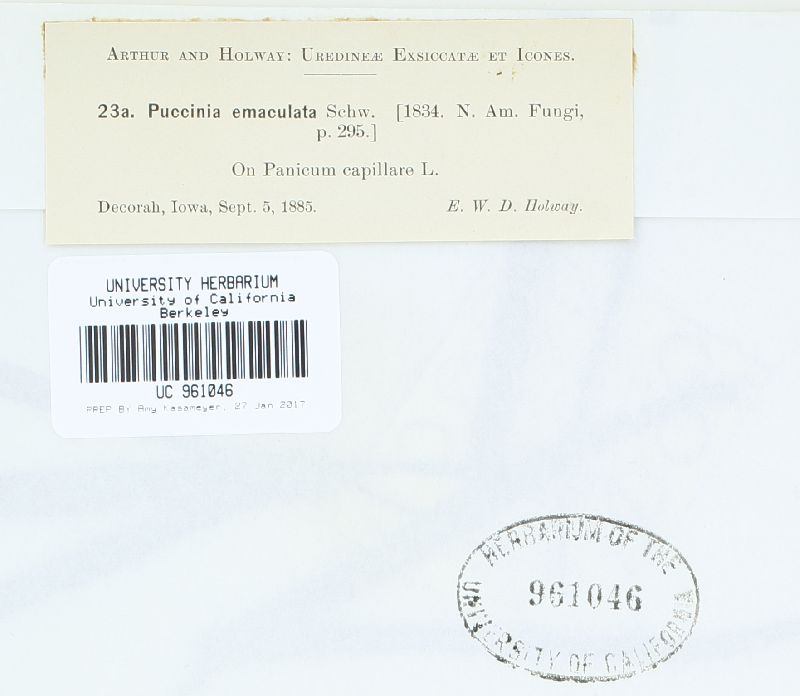 ARTHUR AND HOLWAY: UREDINEÆ EXSICCATÆ ET ICONES.
23a. Puccinia emaculata Schw. [1834. N. Am. Fungi,
p. 295.]
On Panicum capillare L.
Decorah, Iowa, Sept. 5, 1885. E. W. D. Holway.
UNIVERSITY HERBARIUM
University of California
Berkeley
UC 961046
PREP BY Amy Kasameyer, 27 Jan 2017
HERBARIUM OF THE
961046
UNIVERSITY OF CALIFORNIA